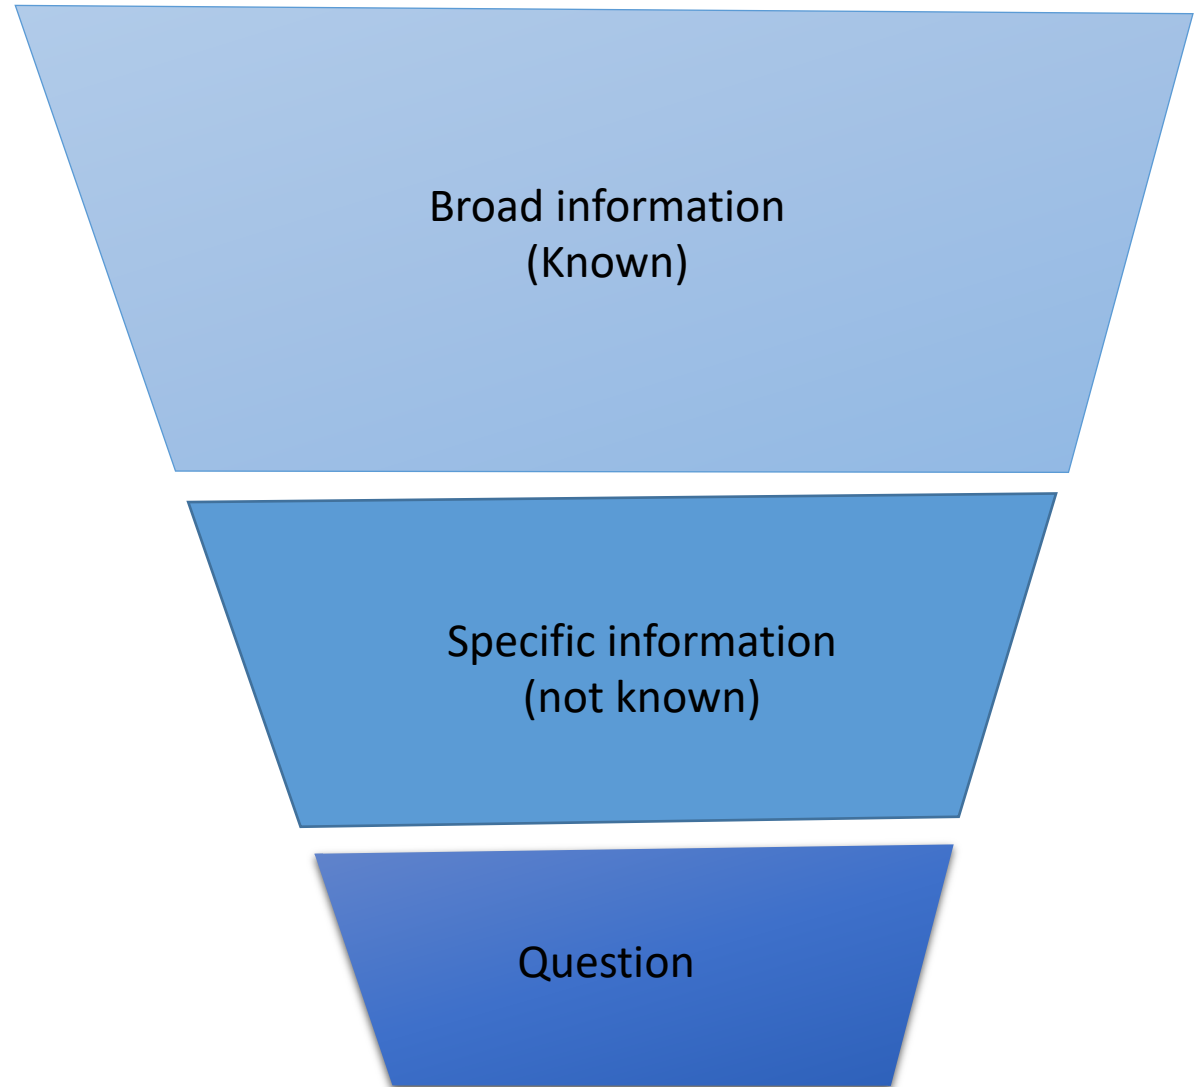 Broad information
(Known)
Specific information
(not known)
Question